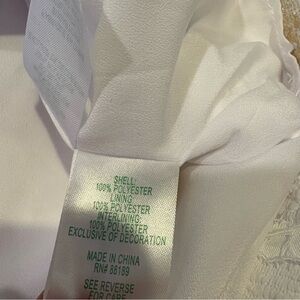 SHELL:
100% POLYESTER
LINING
100% POLYESTER
INTERLINING:
100% POLYESTER
EXCLUSIVE OF DECORATION
MADE IN CHINA
RN# 86189
SEE REVERSE
FOR CARE